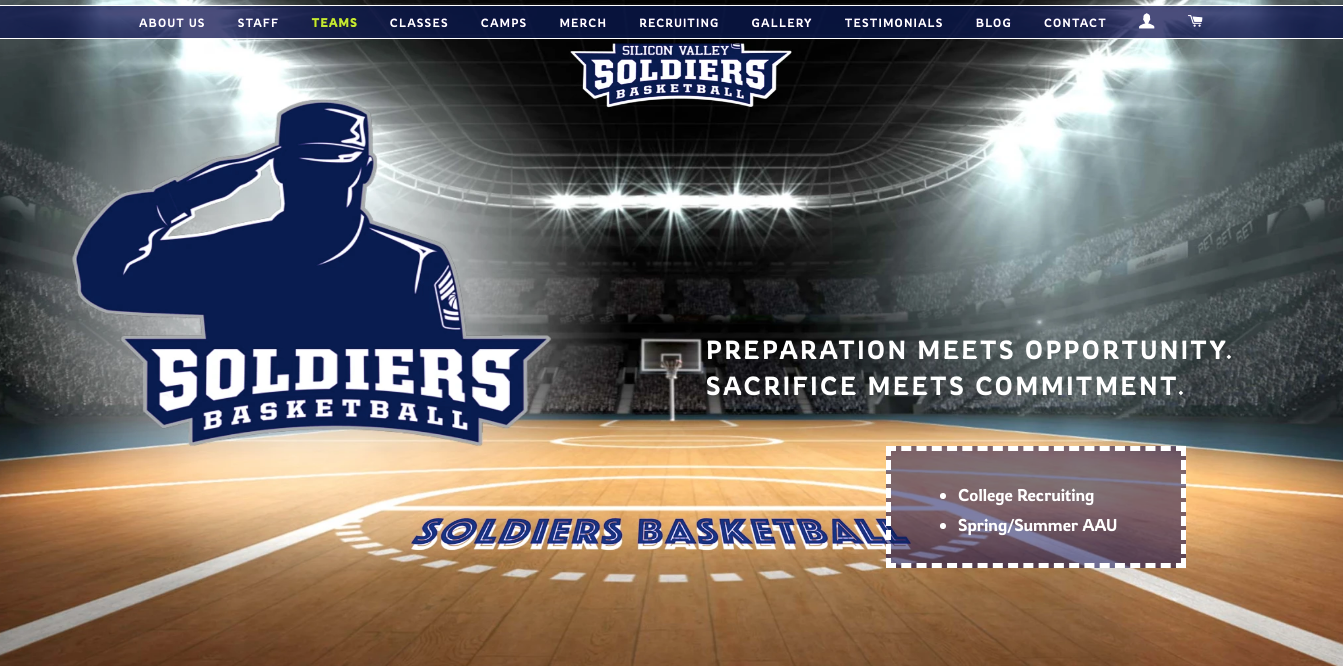 ABOUT US STAFF TEAMS CLASSES CAMPS MERCH RECRUITING GALLERY TESTIMONIALS BLOG CONTACT
SILICON VALLEY
SOLDIERS
BASKETBALL
SOLDIERS
BASKETBALL
PREPARATION MEETS OPPORTUNITY.
SACRIFICE MEETS COMMITMENT.
• College Recruiting
• Spring/Summer AAU
SOLDIERS BASKETBALL